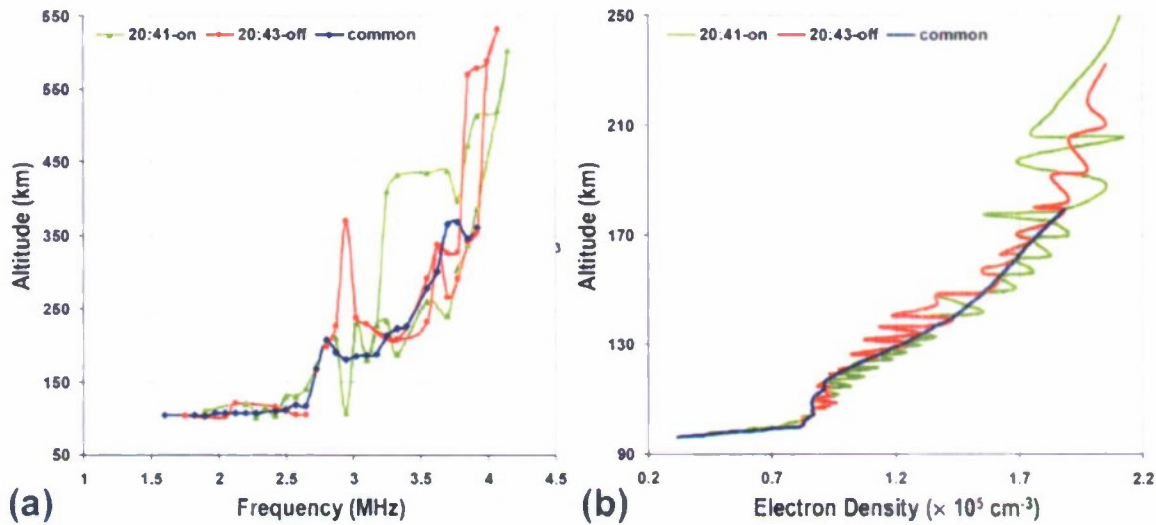 20:41-on 20:43-off common
650
550
450
350
250
150
50
Altitude (km)
1 1.5 2 2.5 3 3.5 4 4.5
(a) Frequency (MHz)
3
20:41-on 20:43-off common
250
210
170
130
90
Altitude (km)
0.2 0.7 1.2 1.7 2.2
(b) Electron Density (× 10⁵ cm⁻³)